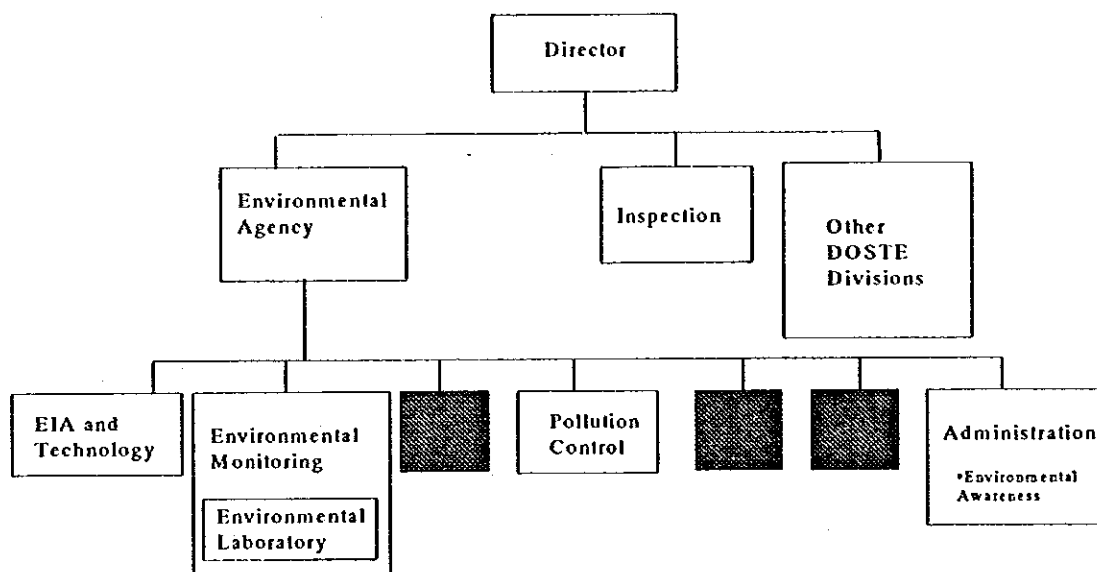 Director
Environmental
Agency
Inspection
Other
DOSTE
Divisions
EIA and
Technology
Environmental
Monitoring
Environmental
Laboratory
Pollution
Control
Administration
•Environmental
Awareness